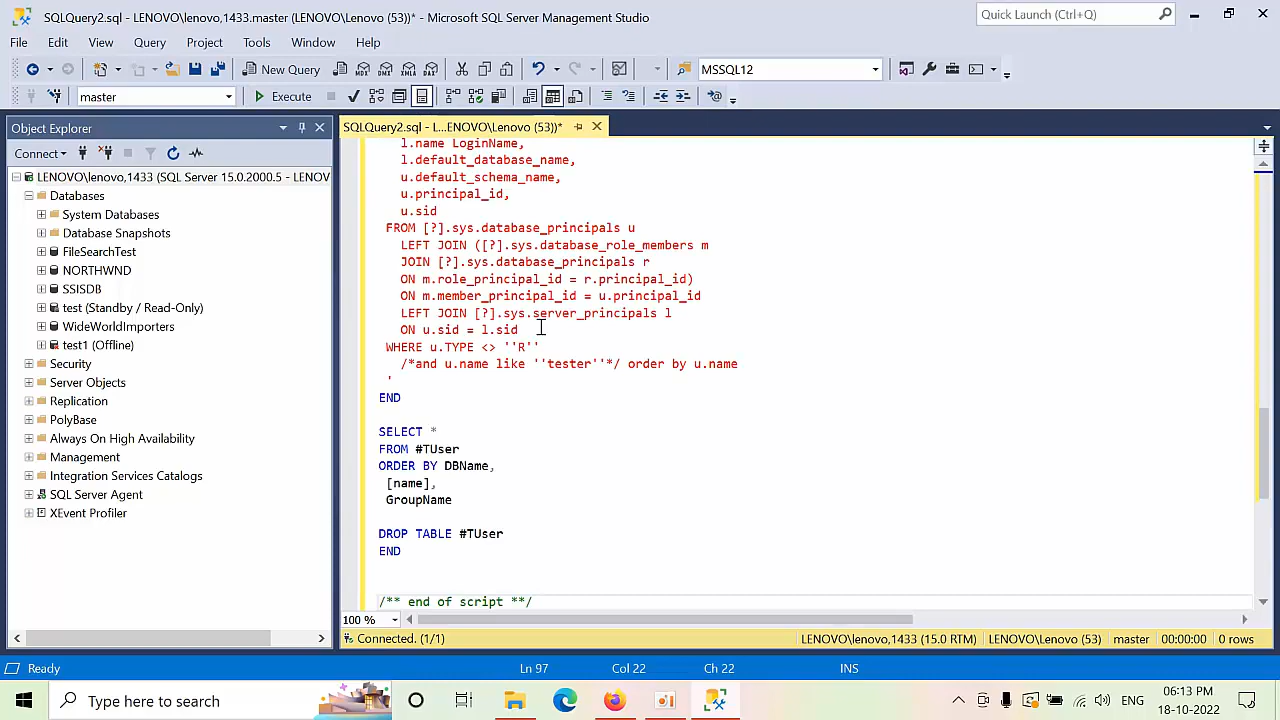 SQLQuery2.sql - LENOVO\lenovo,1433.master (LENOVO\Lenovo (53))* - Microsoft SQL Server Management Studio
Quick Launch (Ctrl+Q)
File Edit View Query Project Tools Window Help
New Query
MDX DMX XMLA DAX
MSSQL12
master
Execute
Object Explorer
SQLQuery2.sql - L...ENOVO\Lenovo (53))*
Connect
LENOVO\lenovo,1433 (SQL Server 15.0.2000.5 - LENOV
Databases
System Databases
Database Snapshots
FileSearchTest
NORTHWND
SSISDB
test (Standby / Read-Only)
WideWorldImporters
test1 (Offline)
Security
Server Objects
Replication
PolyBase
Always On High Availability
Management
Integration Services Catalogs
SQL Server Agent
XEvent Profiler
l.name LoginName,
l.default_database_name,
u.default_schema_name,
u.principal_id,
u.sid
FROM [?].sys.database_principals u
LEFT JOIN ([?].sys.database_role_members m
JOIN [?].sys.database_principals r
ON m.role_principal_id = r.principal_id)
ON m.member_principal_id = u.principal_id
LEFT JOIN [?].sys.server_principals l
ON u.sid = l.sid
WHERE u.TYPE <> ''R''
/*and u.name like ''tester''*/ order by u.name
'
END
SELECT *
FROM #TUser
ORDER BY DBName,
[name],
GroupName
DROP TABLE #TUser
END
/** end of script **/
100 %
Connected. (1/1)
LENOVO\lenovo,1433 (15.0 RTM) LENOVO\Lenovo (53) master 00:00:00 0 rows
Ready
Ln 97 Col 22 Ch 22 INS
Type here to search
ENG
06:13 PM
18-10-2022